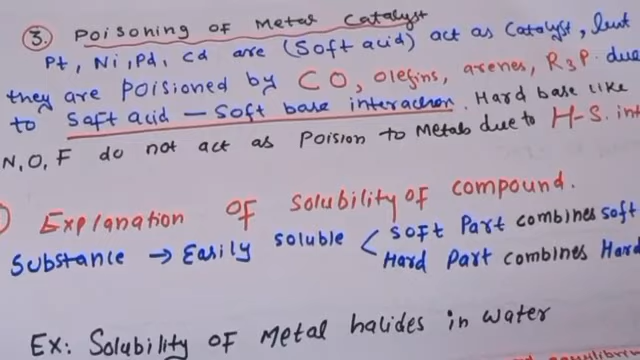 3. Poisoning of Metal Catalyst
Pt, Ni, Pd, Cd are (Soft acid) act as Catalyst, but
they are poisioned by CO, olefins, arenes, R3P. due
to Saft acid - Soft base interaction. Hard base like
N, O, F do not act as Poision to Metals due to H-S. int
) Explanation of Solubility of compound.
Substance → Easily soluble < Soft Part combines soft
Hard Part combines Hard
Ex: Solubility of Metal halides in water